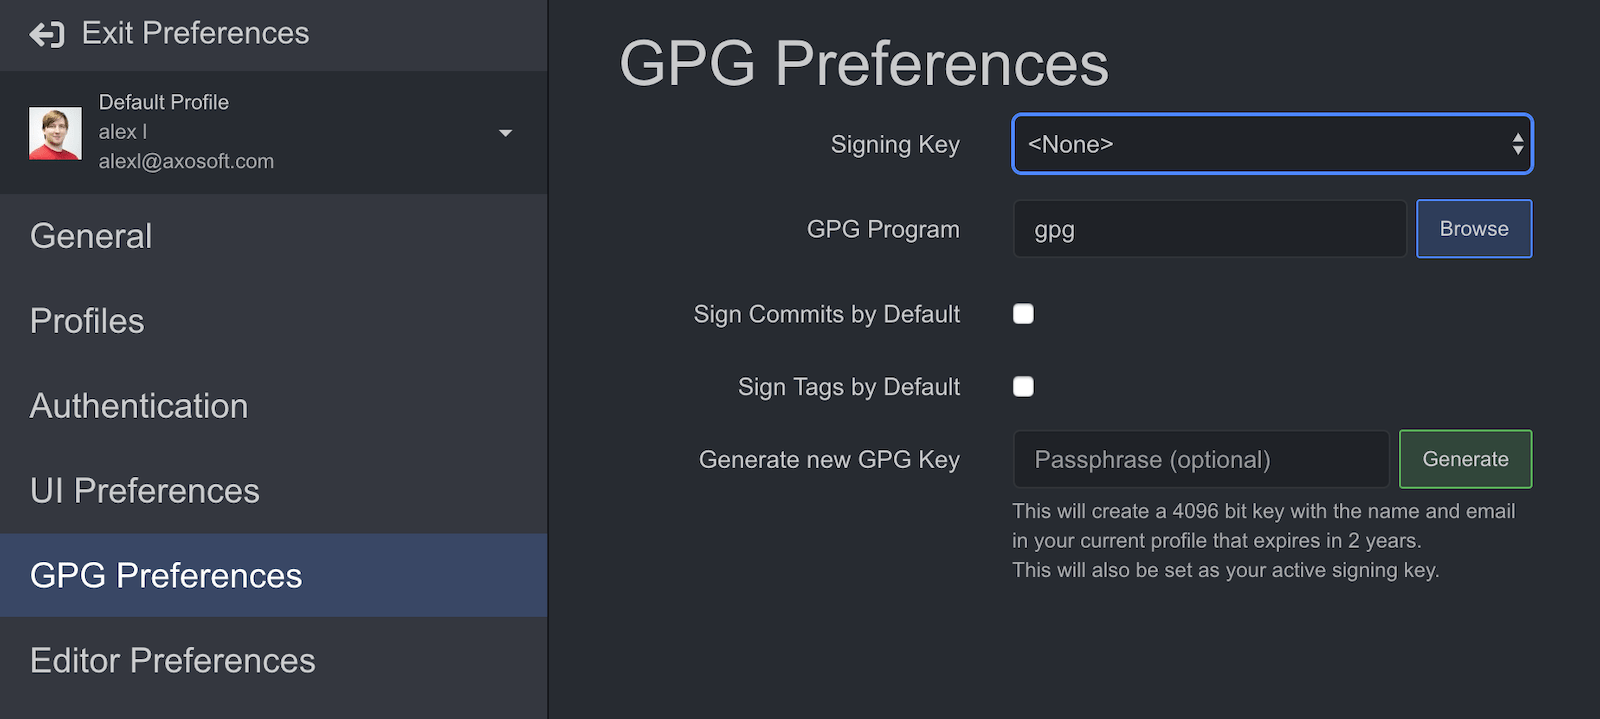 Exit Preferences
Default Profile
alex l
alexl@axosoft.com
General
Profiles
Authentication
UI Preferences
GPG Preferences
Editor Preferences
GPG Preferences
Signing Key
<None>
GPG Program
gpg
Browse
Sign Commits by Default
Sign Tags by Default
Generate new GPG Key
Passphrase (optional)
Generate
This will create a 4096 bit key with the name and email
in your current profile that expires in 2 years.
This will also be set as your active signing key.